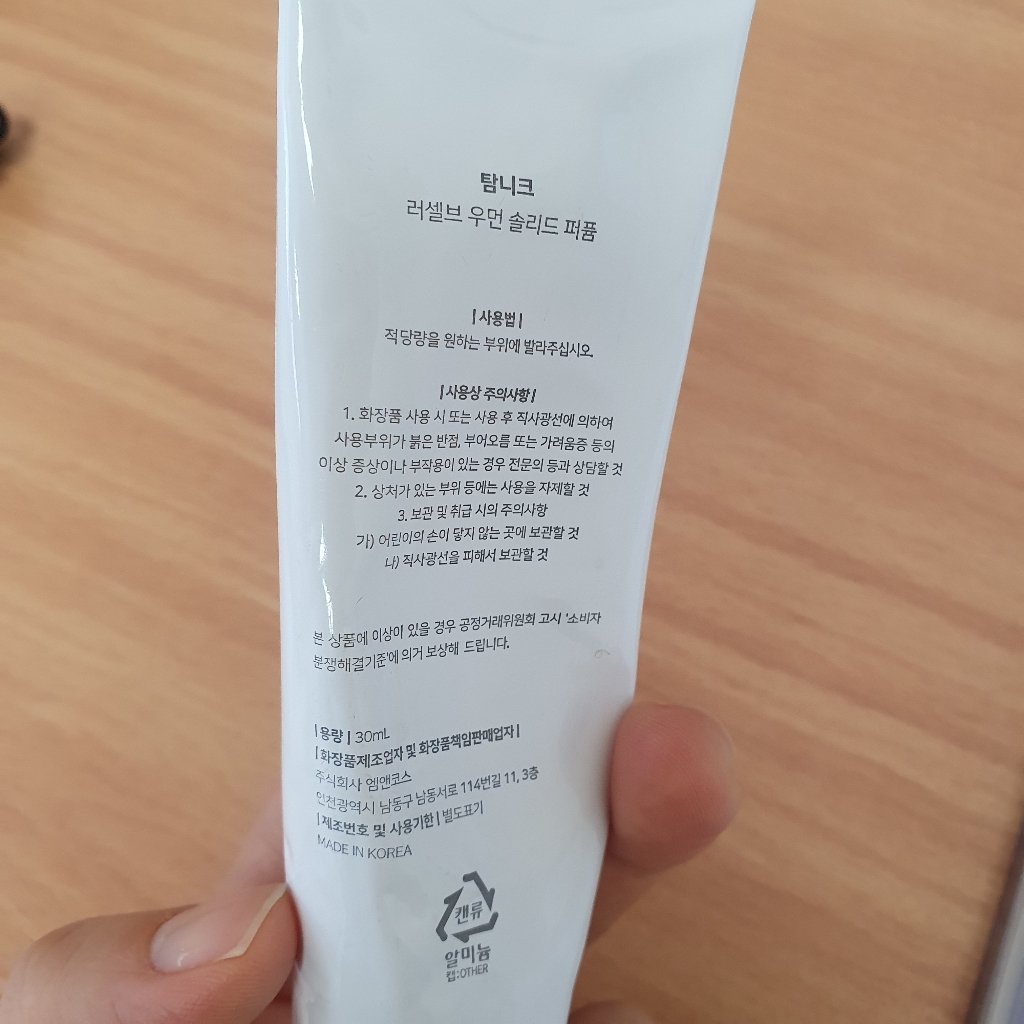 탐니크
러셀브 우먼 솔리드 퍼퓸
|사용법|
적당량을 원하는 부위에 발라주십시오.
|사용상 주의사항|
1. 화장품 사용 시 또는 사용 후 직사광선에 의하여
사용부위가 붉은 반점, 부어오름 또는 가려움증 등의
이상 증상이나 부작용이 있는 경우 전문의 등과 상담할 것
2. 상처가 있는 부위 등에는 사용을 자제할 것
3. 보관 및 취급 시의 주의사항
가) 어린이의 손이 닿지 않는 곳에 보관할 것
나) 직사광선을 피해서 보관할 것
본 상품에 이상이 있을 경우 공정거래위원회 고시 '소비자
분쟁해결기준'에 의거 보상해 드립니다.
|용량| 30mL
|화장품제조업자 및 화장품책임판매업자|
주식회사 엠앤코스
인천광역시 남동구 남동서로 114번길 11, 3층
|제조번호 및 사용기한| 별도표기
MADE IN KOREA
캔류
알미늄
캡:OTHER